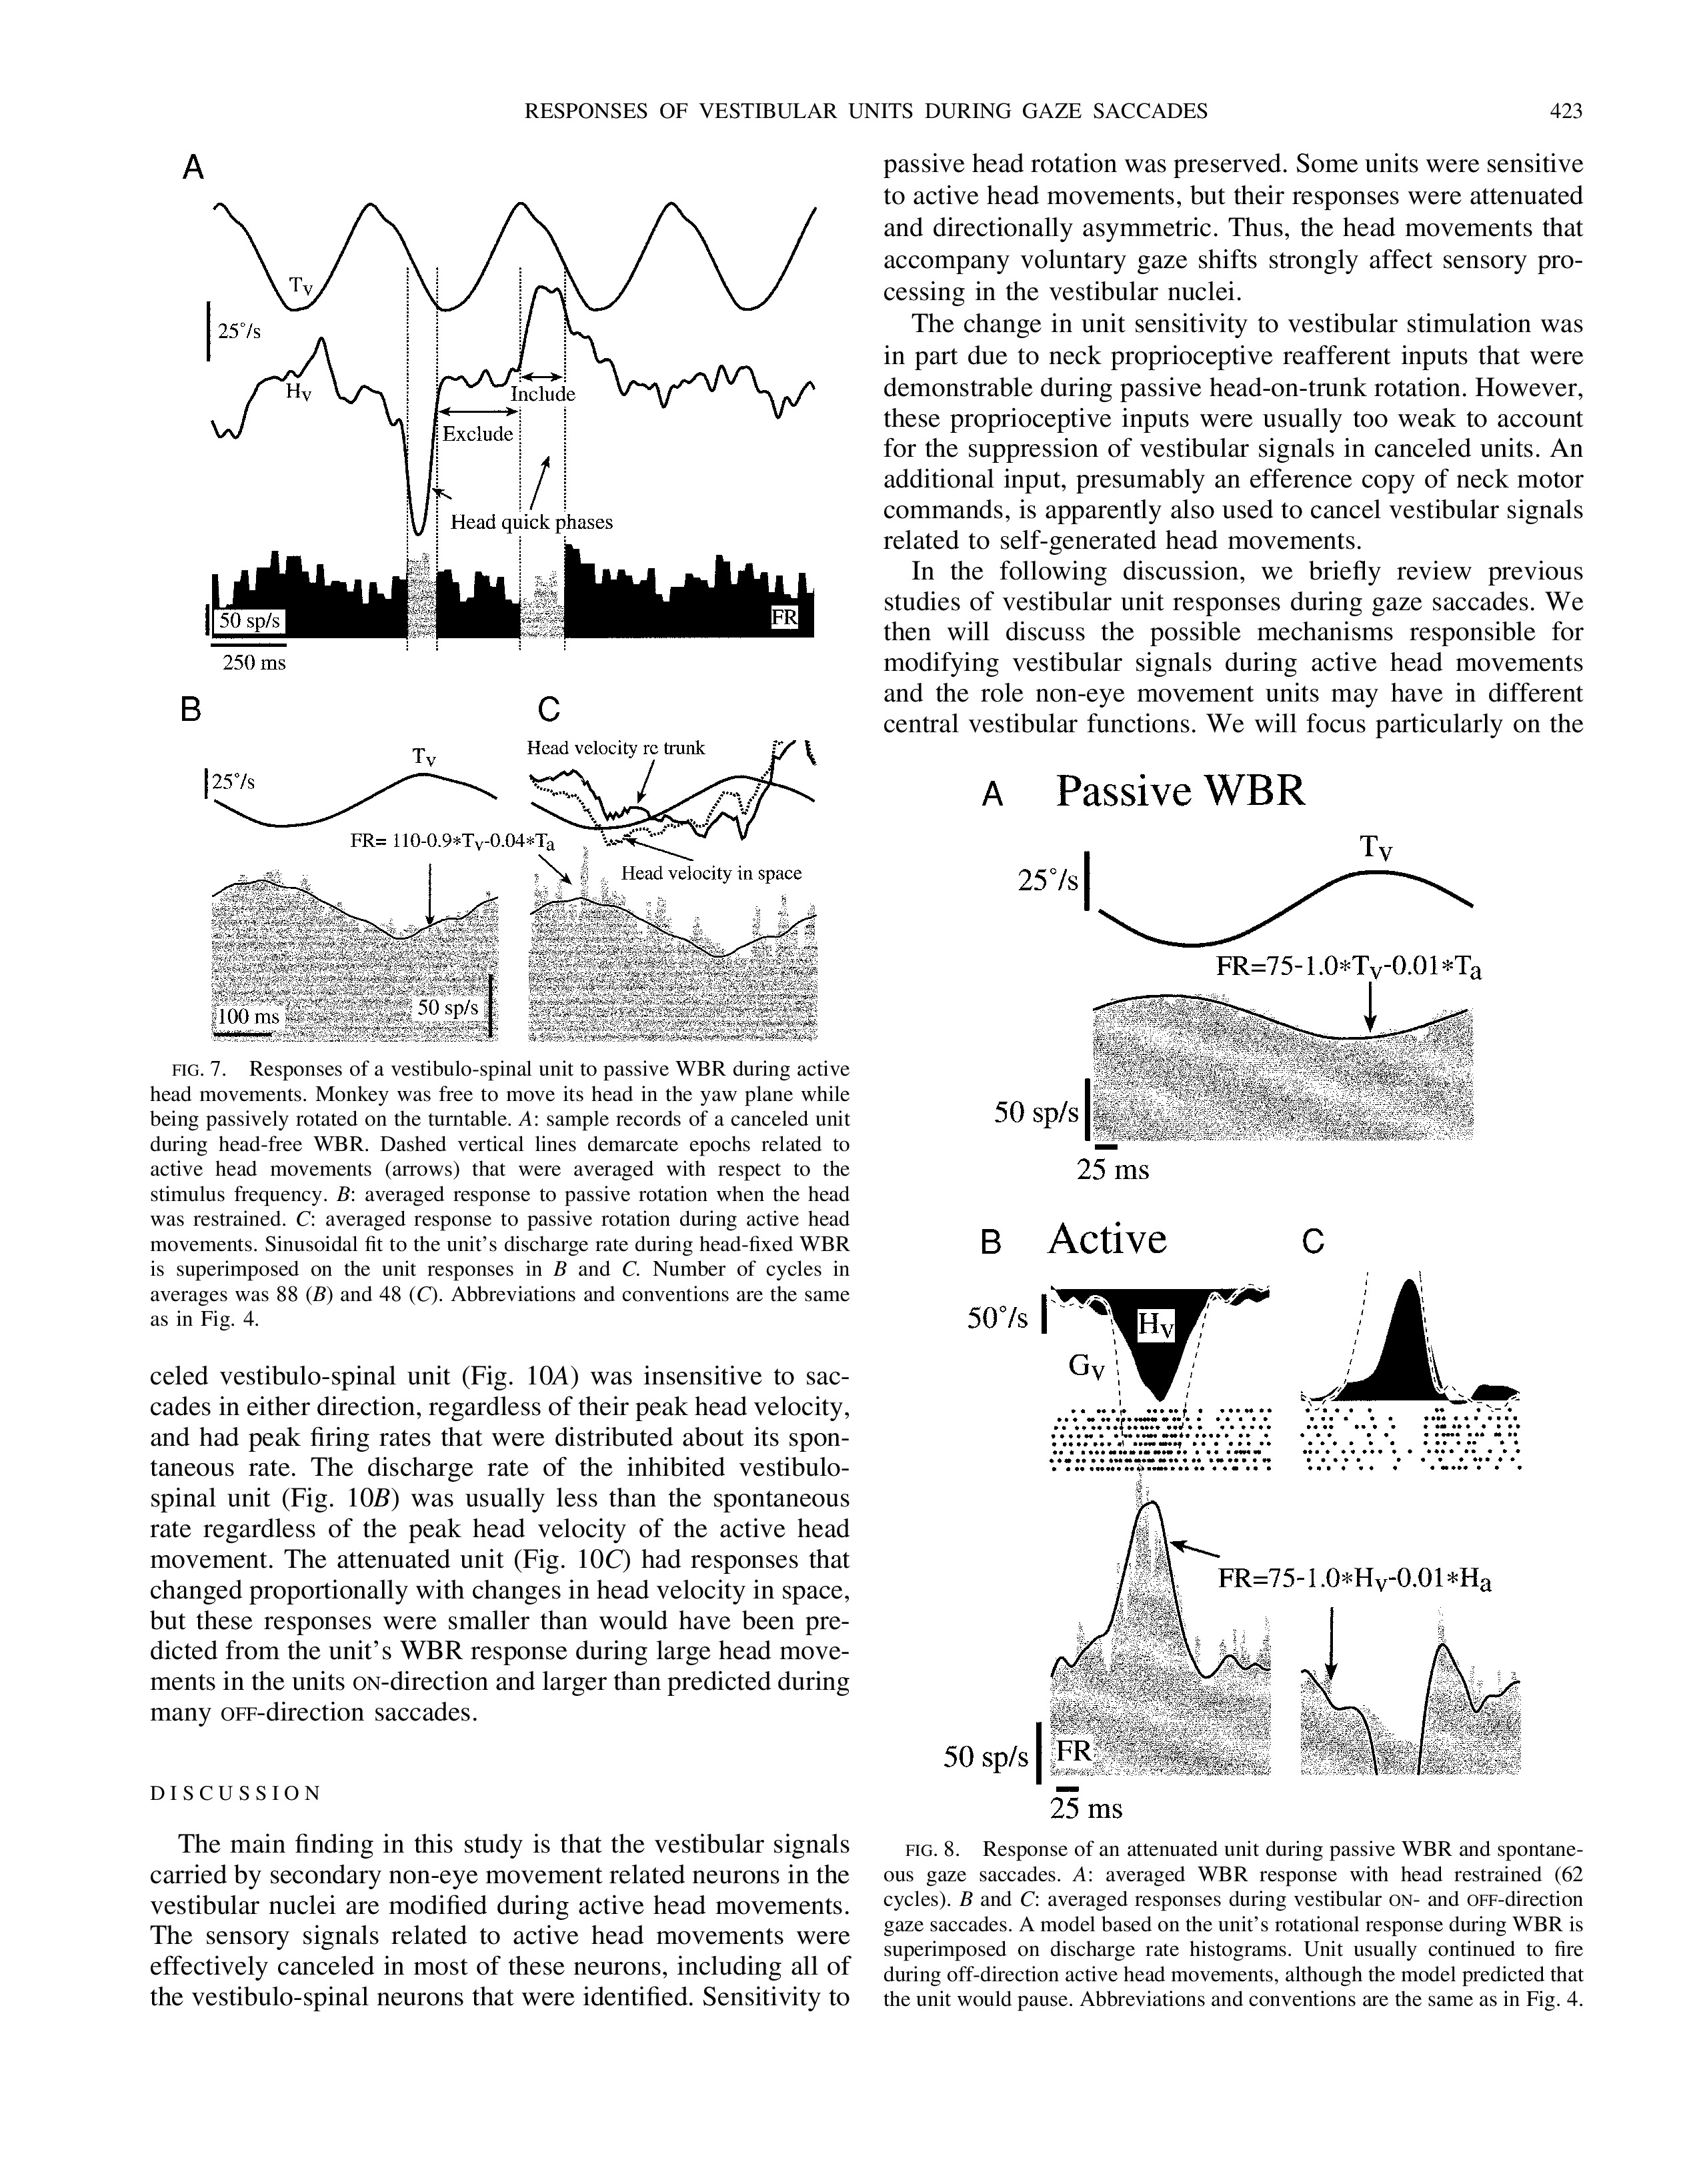 RESPONSES OF VESTIBULAR UNITS DURING GAZE SACCADES
423
A
Tv
25°/s
Hv
Include
Exclude
Head quick phases
50 sp/s
FR
250 ms
B
C
Head velocity re trunk
Tv
25°/s
FR= 110-0.9*Tv-0.04*Ta
Head velocity in space
50 sp/s
100 ms
FIG. 7. Responses of a vestibulo-spinal unit to passive WBR during active
head movements. Monkey was free to move its head in the yaw plane while
being passively rotated on the turntable. A: sample records of a canceled unit
during head-free WBR. Dashed vertical lines demarcate epochs related to
active head movements (arrows) that were averaged with respect to the
stimulus frequency. B: averaged response to passive rotation when the head
was restrained. C: averaged response to passive rotation during active head
movements. Sinusoidal fit to the unit's discharge rate during head-fixed WBR
is superimposed on the unit responses in B and C. Number of cycles in
averages was 88 (B) and 48 (C). Abbreviations and conventions are the same
as in Fig. 4.
celed vestibulo-spinal unit (Fig. 10A) was insensitive to sac-
cades in either direction, regardless of their peak head velocity,
and had peak firing rates that were distributed about its spon-
taneous rate. The discharge rate of the inhibited vestibulo-
spinal unit (Fig. 10B) was usually less than the spontaneous
rate regardless of the peak head velocity of the active head
movement. The attenuated unit (Fig. 10C) had responses that
changed proportionally with changes in head velocity in space,
but these responses were smaller than would have been pre-
dicted from the unit's WBR response during large head move-
ments in the units ON-direction and larger than predicted during
many OFF-direction saccades.
DISCUSSION
The main finding in this study is that the vestibular signals
carried by secondary non-eye movement related neurons in the
vestibular nuclei are modified during active head movements.
The sensory signals related to active head movements were
effectively canceled in most of these neurons, including all of
the vestibulo-spinal neurons that were identified. Sensitivity to
passive head rotation was preserved. Some units were sensitive
to active head movements, but their responses were attenuated
and directionally asymmetric. Thus, the head movements that
accompany voluntary gaze shifts strongly affect sensory pro-
cessing in the vestibular nuclei.
The change in unit sensitivity to vestibular stimulation was
in part due to neck proprioceptive reafferent inputs that were
demonstrable during passive head-on-trunk rotation. However,
these proprioceptive inputs were usually too weak to account
for the suppression of vestibular signals in canceled units. An
additional input, presumably an efference copy of neck motor
commands, is apparently also used to cancel vestibular signals
related to self-generated head movements.
In the following discussion, we briefly review previous
studies of vestibular unit responses during gaze saccades. We
then will discuss the possible mechanisms responsible for
modifying vestibular signals during active head movements
and the role non-eye movement units may have in different
central vestibular functions. We will focus particularly on the
A Passive WBR
Tv
25°/s
FR=75-1.0*Tv-0.01*Ta
50 sp/s
25 ms
B Active C
50°/s
Hv
Gv
FR=75-1.0*Hv-0.01*Ha
50 sp/s
FR
25 ms
FIG. 8. Response of an attenuated unit during passive WBR and spontane-
ous gaze saccades. A: averaged WBR response with head restrained (62
cycles). B and C: averaged responses during vestibular ON- and OFF-direction
gaze saccades. A model based on the unit's rotational response during WBR is
superimposed on discharge rate histograms. Unit usually continued to fire
during off-direction active head movements, although the model predicted that
the unit would pause. Abbreviations and conventions are the same as in Fig. 4.